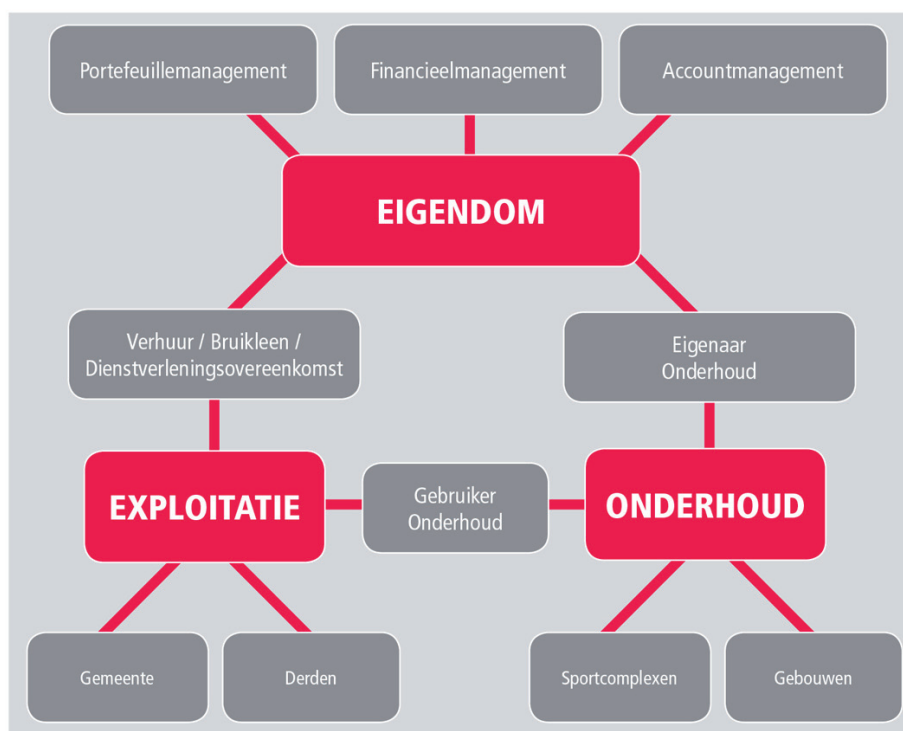 Portefeuillemanagement
Financieelmanagement
Accountmanagement
EIGENDOM
Verhuur / Bruikleen /
Dienstverleningsovereenkomst
Eigenaar
Onderhoud
EXPLOITATIE
Gebruiker
Onderhoud
ONDERHOUD
Gemeente
Derden
Sportcomplexen
Gebouwen